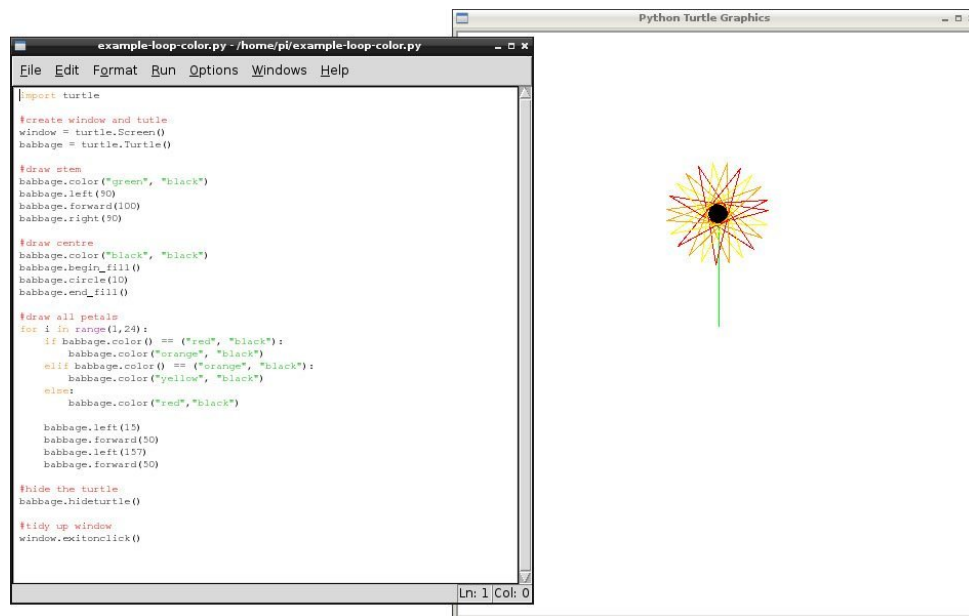 Python Turtle Graphics
example-loop-color.py - /home/pi/example-loop-color.py
File Edit Format Run Options Windows Help
import turtle
#create window and tutle
window = turtle.Screen()
babbage = turtle.Turtle()
#draw stem
babbage.color("green", "black")
babbage.left(90)
babbage.forward(100)
babbage.right(90)
#draw centre
babbage.color("black", "black")
babbage.begin_fill()
babbage.circle(10)
babbage.end_fill()
#draw all petals
for i in range(1,24):
    if babbage.color() == ("red", "black"):
        babbage.color("orange", "black")
    elif babbage.color() == ("orange", "black"):
        babbage.color("yellow", "black")
    else:
        babbage.color("red","black")
    babbage.left(15)
    babbage.forward(50)
    babbage.left(157)
    babbage.forward(50)
#hide the turtle
babbage.hideturtle()
#tidy up window
window.exitonclick()
Ln: 1 Col: 0